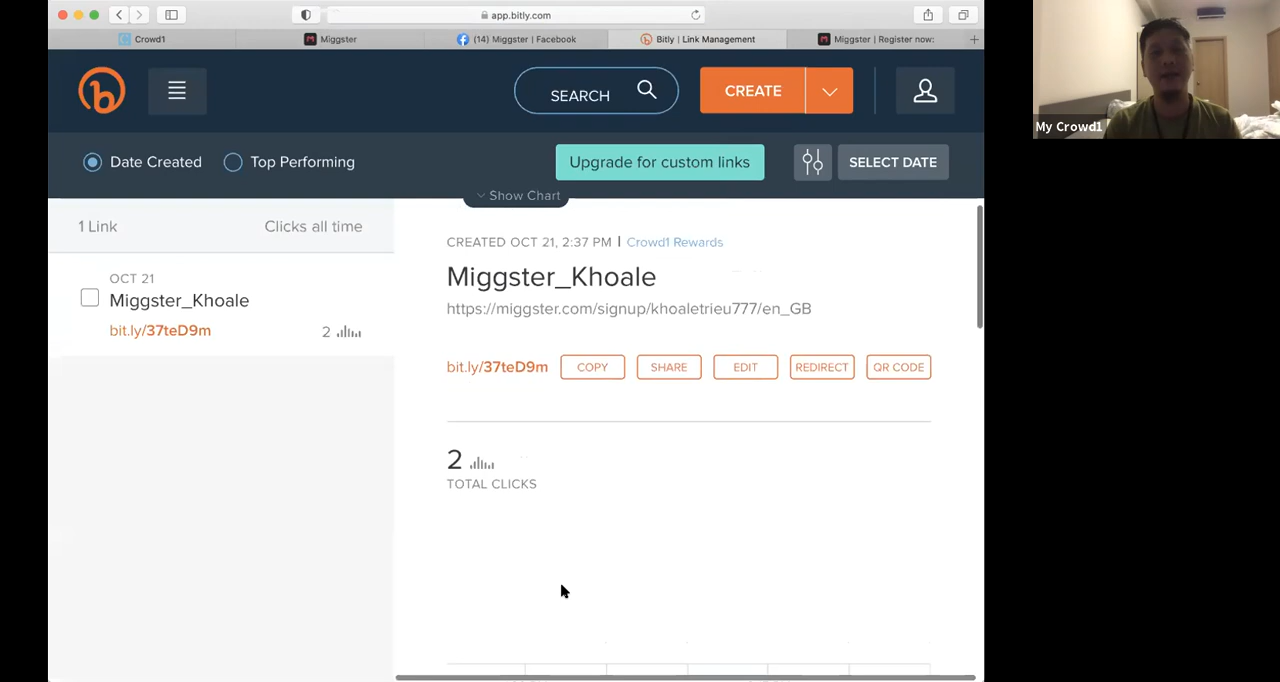 app.bitly.com
Crowd1
Miggster
(14) Miggster | Facebook
Bitly | Link Management
Miggster | Register now:
SEARCH
CREATE
Date Created
Top Performing
Upgrade for custom links
SELECT DATE
Show Chart
1 Link
Clicks all time
OCT 21
Miggster_Khoale
bit.ly/37teD9m
2
CREATED OCT 21, 2:37 PM | Crowd1 Rewards
Miggster_Khoale
https://miggster.com/signup/khoaletrieu777/en_GB
bit.ly/37teD9m
COPY
SHARE
EDIT
REDIRECT
QR CODE
2
TOTAL CLICKS
My Crowd1